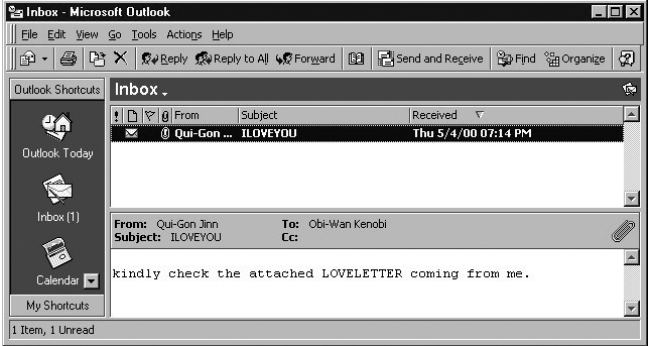 Inbox - Microsoft Outlook
File Edit View Go Tools Actions Help
Reply Reply to All Forward Send and Receive Find Organize
Outlook Shortcuts Inbox
! From Subject Received
Qui-Gon ... ILOVEYOU Thu 5/4/00 07:14 PM
Outlook Today
Inbox (1)
From: Qui-Gon Jinn To: Obi-Wan Kenobi
Subject: ILOVEYOU Cc:
kindly check the attached LOVELETTER coming from me.
Calendar
My Shortcuts
1 Item, 1 Unread